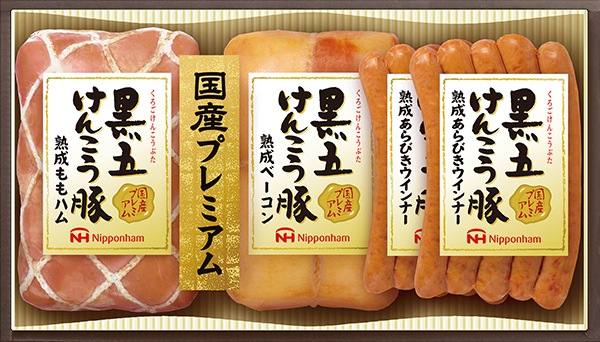 くろごけんこうぶた
黒五
けんこう豚
熟成ももハム
国産
プレミアム
NH Nipponham
国産プレミアム
くろごけんこうぶた
黒五
けんこう豚
熟成ベーコン
国産
プレミアム
NH Nipponham
熟成あらびきウインナー
NH
くろごけんこうぶた
黒五
けんこう豚
熟成あらびきウインナー
国産
プレミアム
NH Nipponham